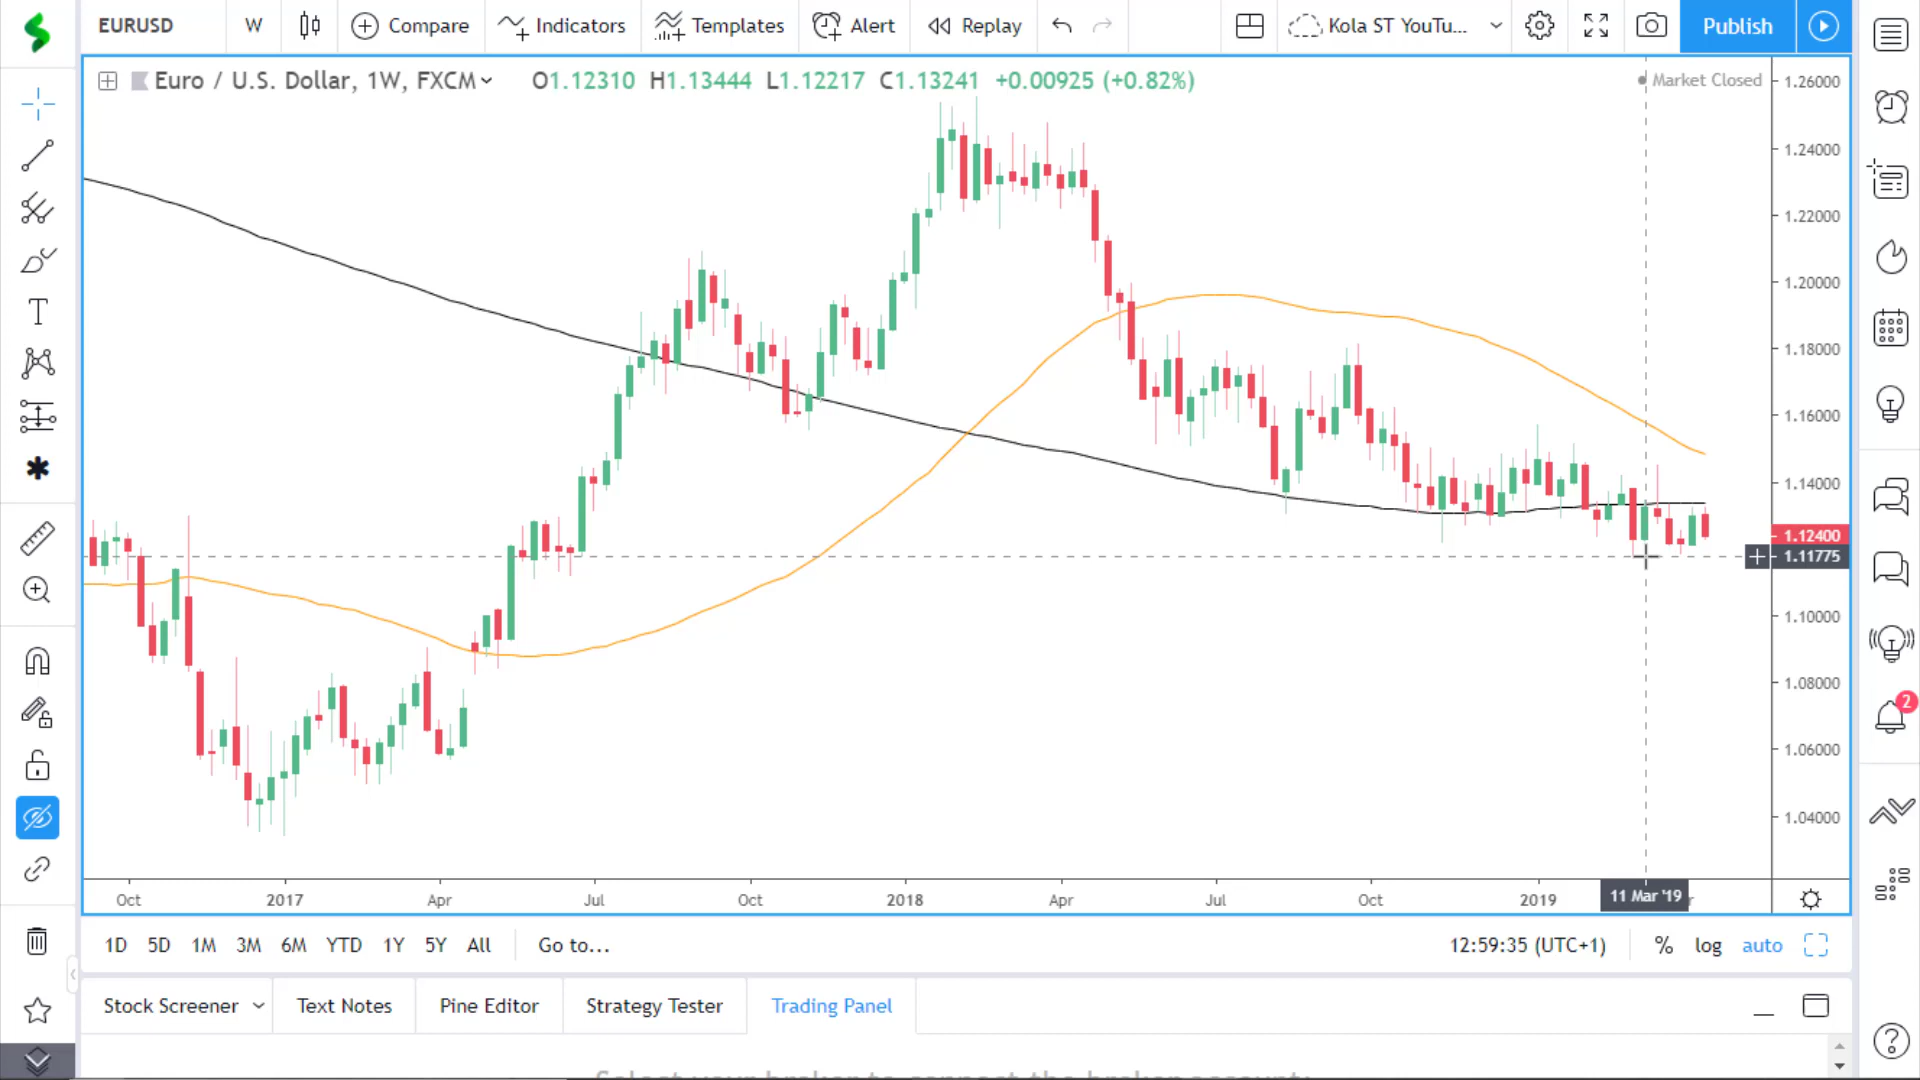 EURUSD W Compare Indicators Templates Alert Replay Kola ST YouTu... Publish
Euro / U.S. Dollar, 1W, FXCM O1.12310 H1.13444 L1.12217 C1.13241 +0.00925 (+0.82%)
Market Closed
1.26000
1.24000
1.22000
1.20000
1.18000
1.16000
1.14000
1.12400
1.11775
1.10000
1.08000
1.06000
1.04000
Oct 2017 Apr Jul Oct 2018 Apr Jul Oct 2019 11 Mar '19
1D 5D 1M 3M 6M YTD 1Y 5Y All Go to... 12:59:35 (UTC+1) % log auto
Stock Screener Text Notes Pine Editor Strategy Tester Trading Panel
2